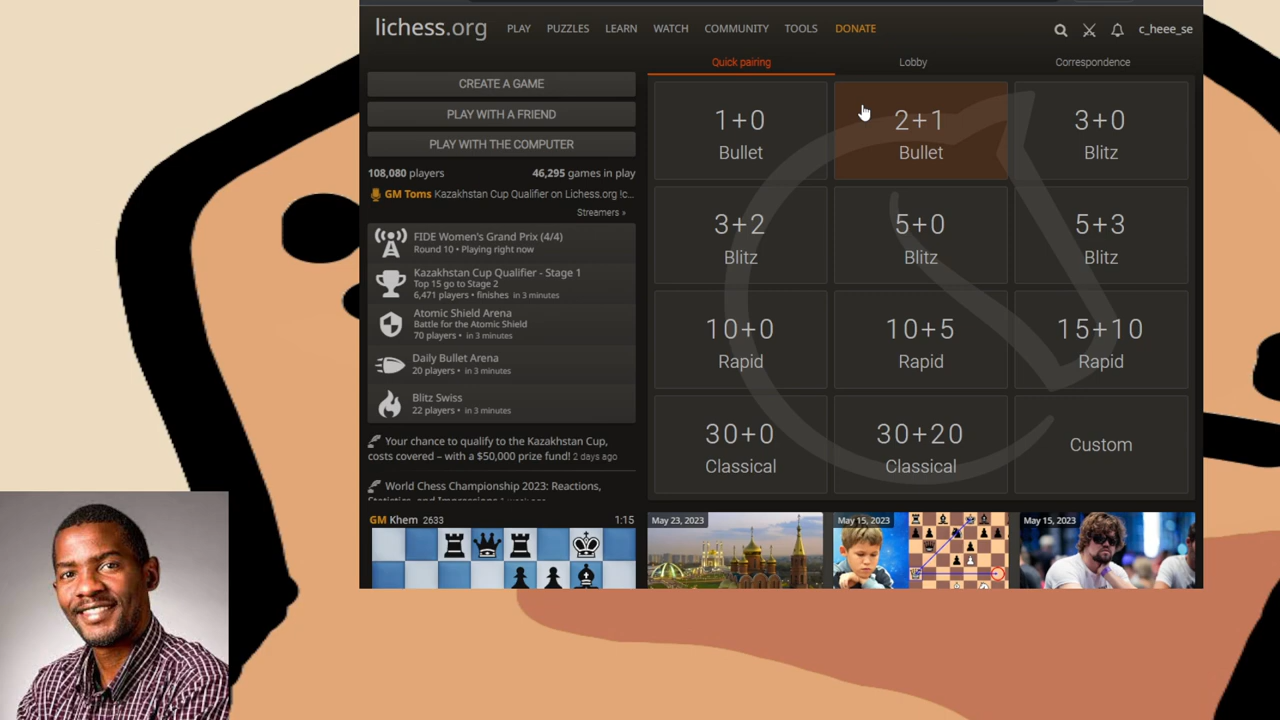 lichess.org
PLAY
PUZZLES
LEARN
WATCH
COMMUNITY
TOOLS
DONATE
c_heee_se
CREATE A GAME
PLAY WITH A FRIEND
PLAY WITH THE COMPUTER
108,080 players
46,295 games in play
GM Toms Kazakhstan Cup Qualifier on Lichess.org !c...
Streamers »
FIDE Women's Grand Prix (4/4)
Round 10 • Playing right now
Kazakhstan Cup Qualifier - Stage 1
Top 15 go to Stage 2
6,471 players • finishes in 3 minutes
Atomic Shield Arena
Battle for the Atomic Shield
70 players • in 3 minutes
Daily Bullet Arena
20 players • in 3 minutes
Blitz Swiss
22 players • in 3 minutes
Your chance to qualify to the Kazakhstan Cup,
costs covered – with a $50,000 prize fund! 2 days ago
World Chess Championship 2023: Reactions,
Statistics, and Impressions 1 week ago
Quick pairing
Lobby
Correspondence
1+0
Bullet
2+1
Bullet
3+0
Blitz
3+2
Blitz
5+0
Blitz
5+3
Blitz
10+0
Rapid
10+5
Rapid
15+10
Rapid
30+0
Classical
30+20
Classical
Custom
GM Khem 2633
1:15
May 23, 2023
May 15, 2023
May 15, 2023